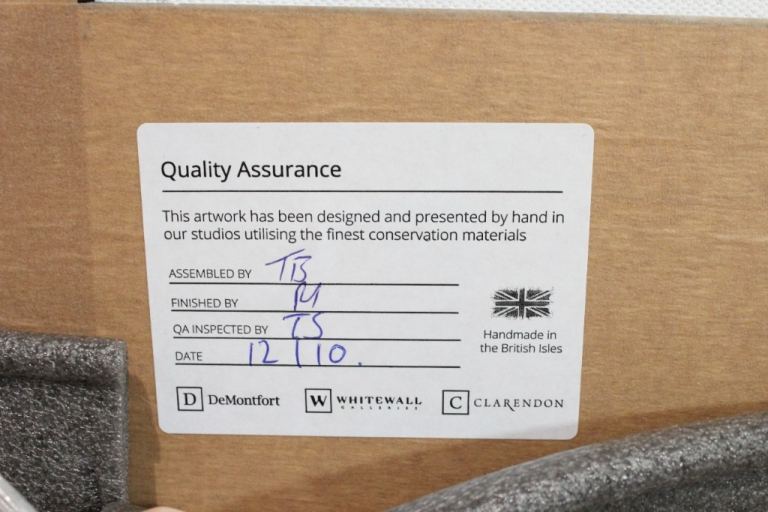 Quality Assurance
This artwork has been designed and presented by hand in
our studios utilising the finest conservation materials
ASSEMBLED BY TB
FINISHED BY
QA INSPECTED BY TS
DATE 12/10.
Handmade in
the British Isles
D DeMontfort W WHITEWALL C CLARENDON
GALLERIES